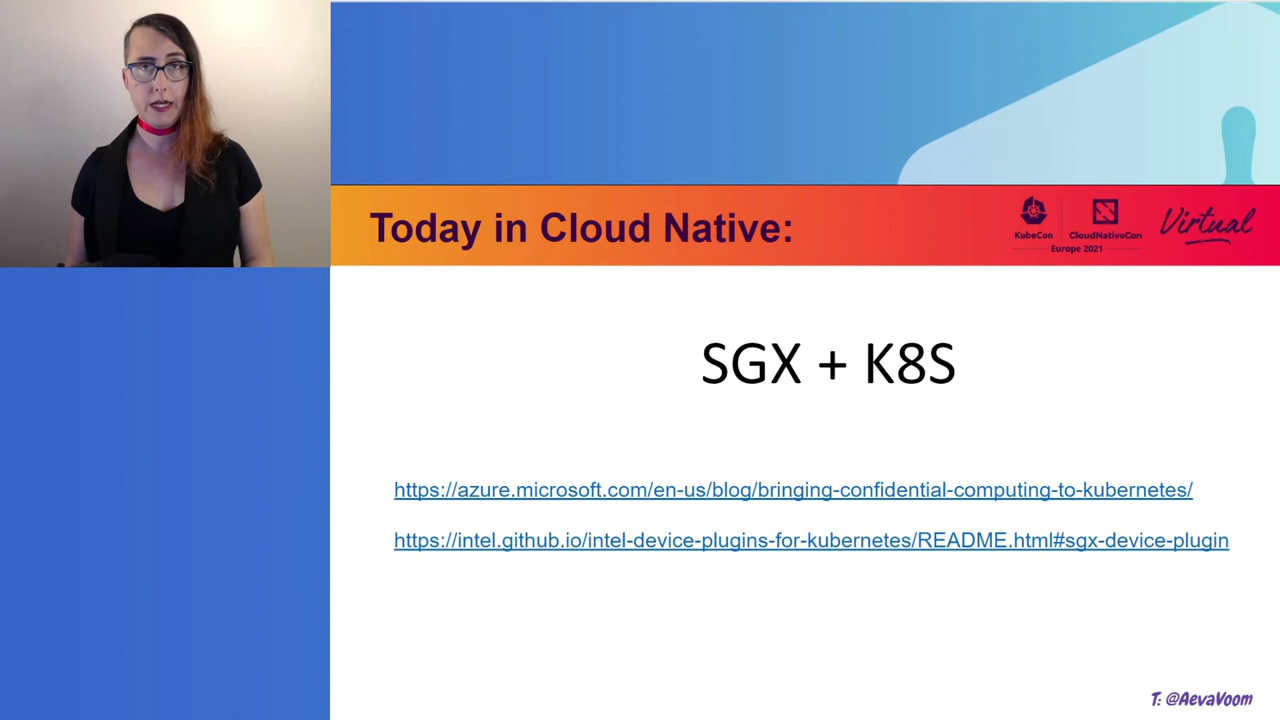 Today in Cloud Native:
KubeCon
CloudNativeCon
Europe 2021
Virtual
SGX + K8S
https://azure.microsoft.com/en-us/blog/bringing-confidential-computing-to-kubernetes/
https://intel.github.io/intel-device-plugins-for-kubernetes/README.html#sgx-device-plugin
T: @AevaVoom